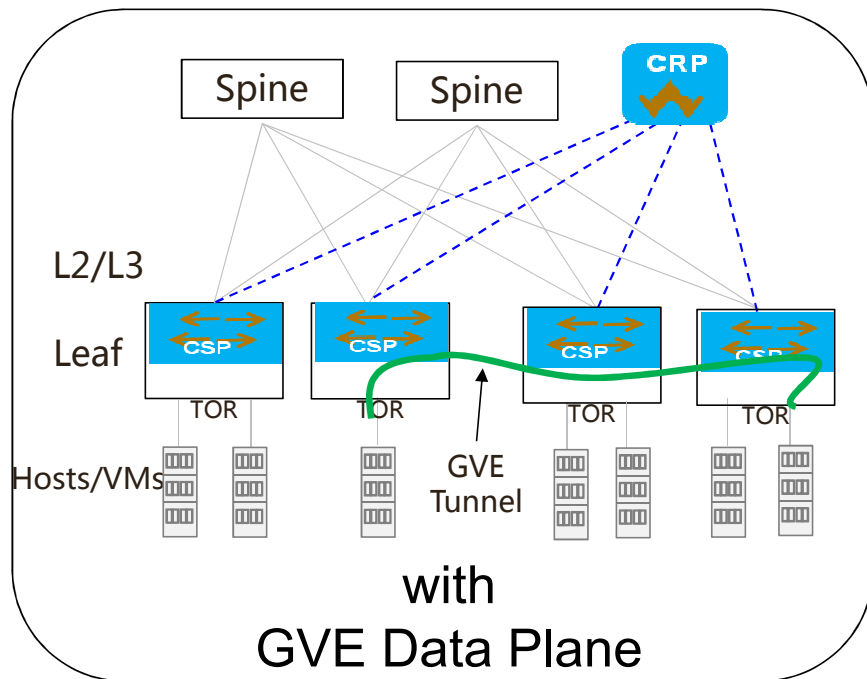 Spine
Spine
CRP
L2/L3
Leaf
CSP
CSP
CSP
CSP
TOR
TOR
TOR
TOR
Hosts/VMs
GVE
Tunnel
with
GVE Data Plane